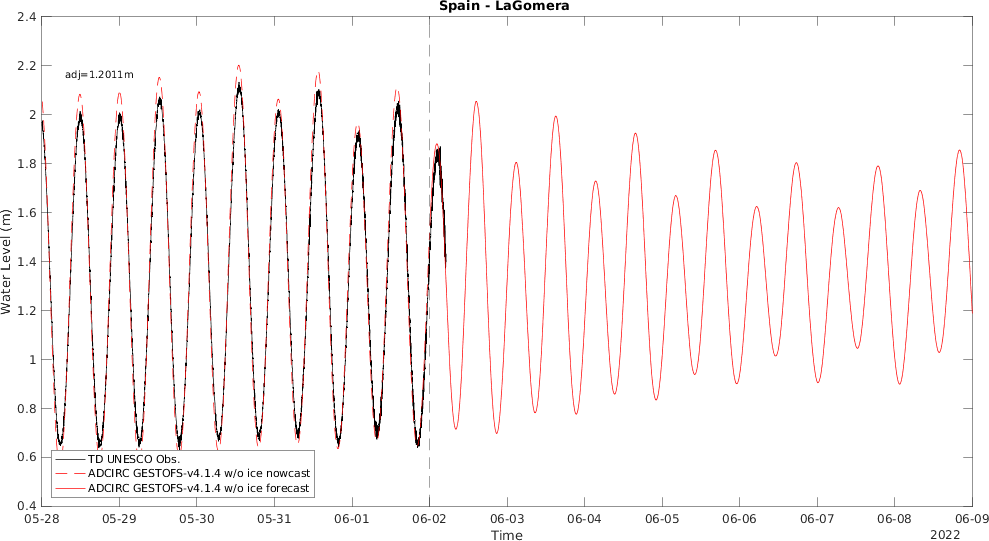 Spain - LaGomera
2.4
2.2
adj=1.2011m
2
1.8
1.6
1.4
Water Level (m)
1.2
1
0.8
0.6
0.4
TD UNESCO Obs.
ADCIRC GESTOFS-v4.1.4 w/o ice nowcast
ADCIRC GESTOFS-v4.1.4 w/o ice forecast
05-28 05-29 05-30 05-31 06-01 06-02 06-03 06-04 06-05 06-06 06-07 06-08 06-09
Time
2022